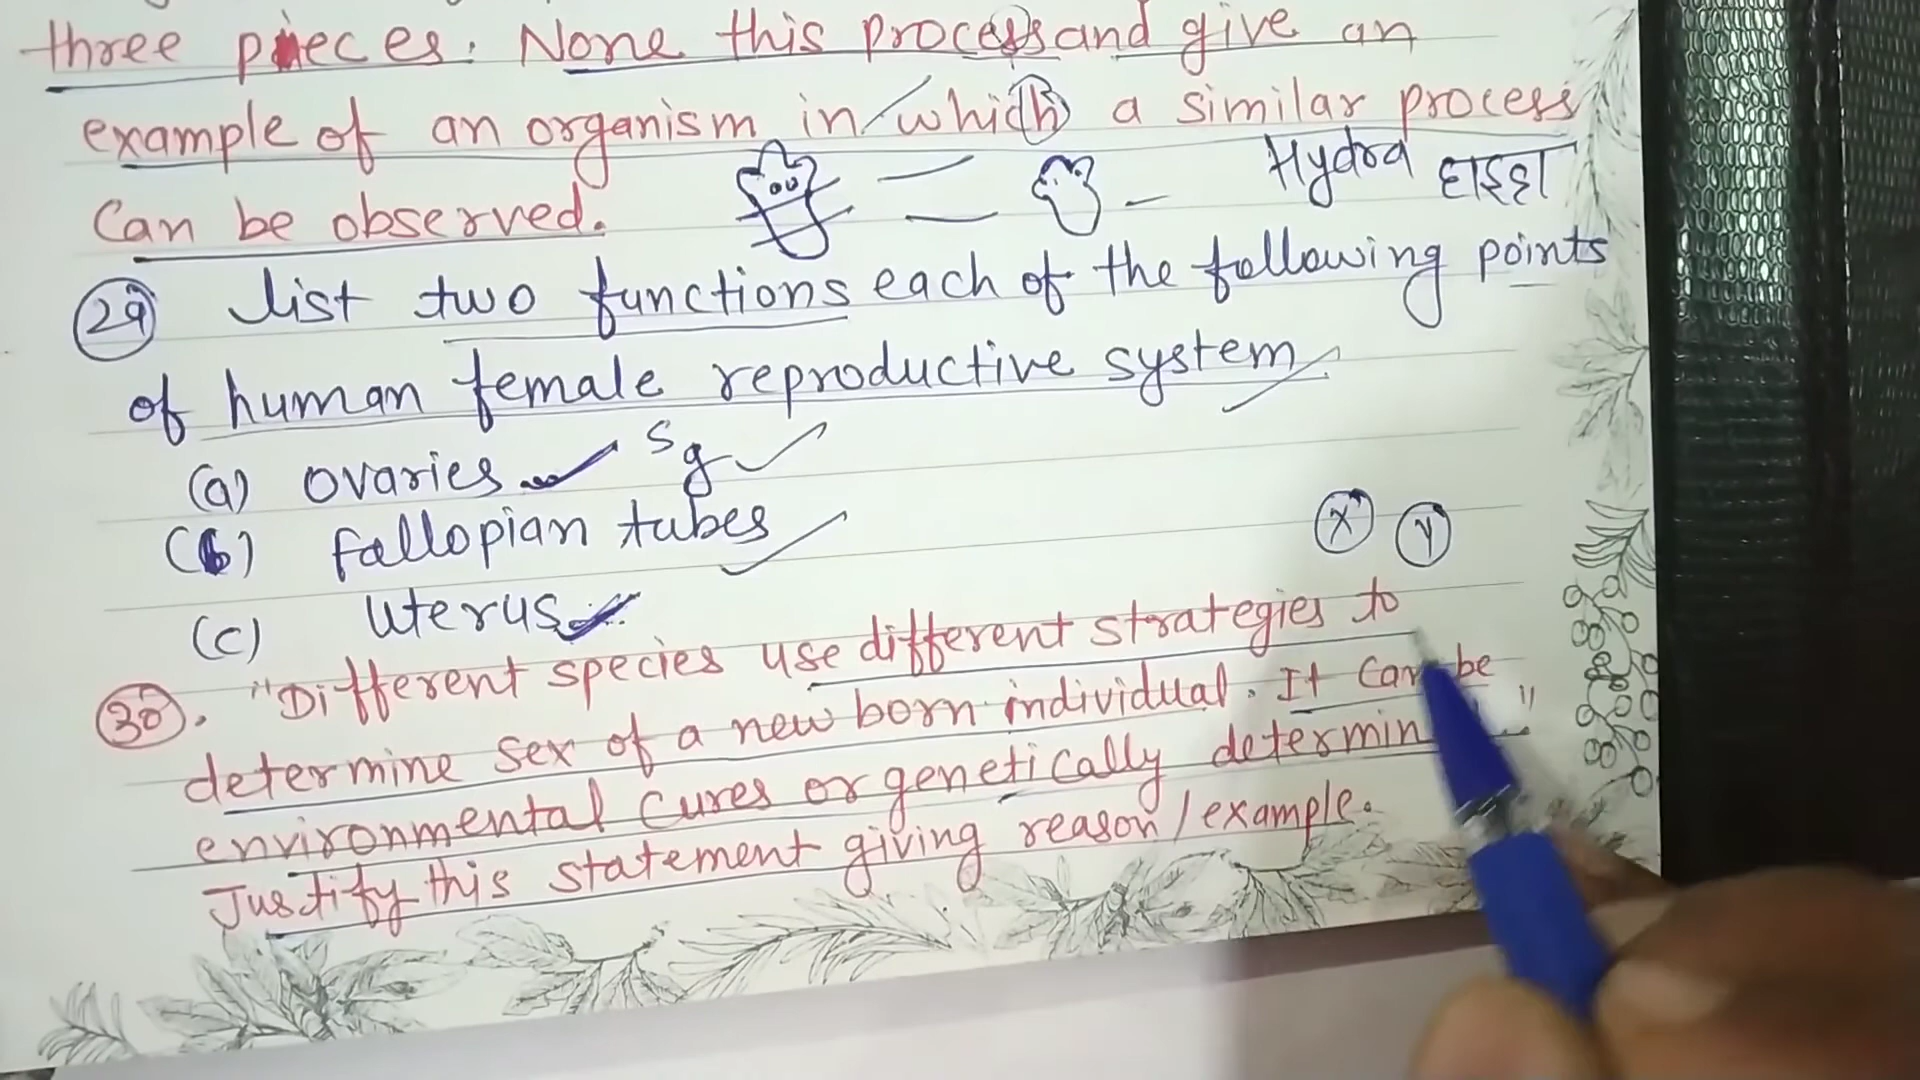 three pieces. None this process and give an
example of an organism in which a similar process
Hydra हाइड्रा
Can be observed.
29 list two functions each of the following points
of human female reproductive system
(a) ovaries s g
(b) fallopian tubes
X Y
(c) uterus
30. "Different species use different strategies to
determine sex of a new born individual. It can be
environmental Cures or genetically determin "
Justify this statement giving reason/example.